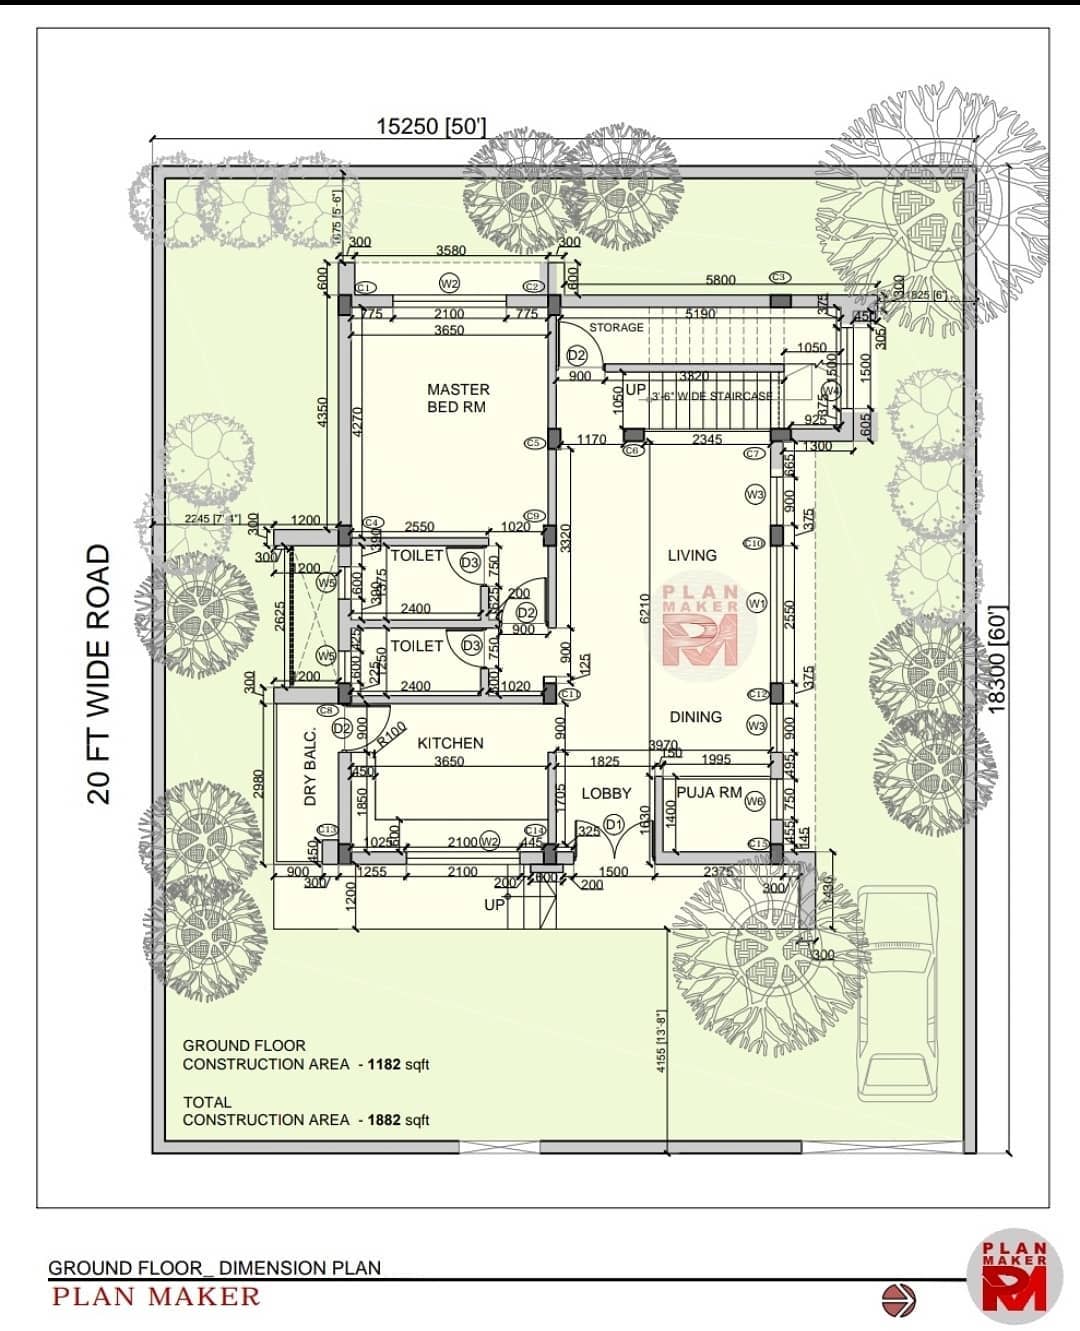 15250 [50']
1675 [5'-6"]
300
3580
300
600
C1
W2
C2
600
5800
C3
300
1825 [6']
775
2100
775
3650
5190
375
450
305
STORAGE
D2
900
3320
1050
1500
1500
MASTER
BED RM
UP
1050
3'-6" WIDE STAIRCASE
W4
375
925
605
4350
4270
C5
1170
C6
2345
C7
1300
665
W3
900
375
2245 [7'-4"]
300
1200
C4
2550
C9
1020
390
3320
C10
TOILET
D3
750
LIVING
300
1200
W5
600
1375
390
2400
625
200
D2
900
2625
6210
PLAN
MAKER
PM
W1
2550
20 FT WIDE ROAD
18300 [60']
425
TOILET
D3
750
W5
600
1250
225
900
125
1200
2400
600
1020
C11
300
C12
375
C8
D2
900
R100
KITCHEN
3650
900
DINING
W3
900
3970
150
1825
1995
495
DRY BALC.
2980
450
1850
600
1705
LOBBY
1630
PUJA RM
1400
W6
750
C13
450
1025
2100
W2
C14
445
325
D1
C15
455
145
900
300
1255
2100
200
600
200
1500
2375
300
1430
1200
UP
300
4155 [13'-8"]
GROUND FLOOR
CONSTRUCTION AREA - 1182 sqft
TOTAL
CONSTRUCTION AREA - 1882 sqft
GROUND FLOOR_ DIMENSION PLAN
PLAN MAKER
PLAN
MAKER
PM